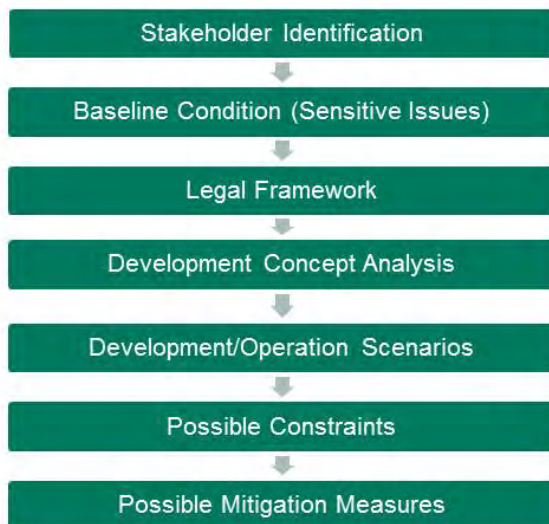 Stakeholder Identification
Baseline Condition (Sensitive Issues)
Legal Framework
Development Concept Analysis
Development/Operation Scenarios
Possible Constraints
Possible Mitigation Measures